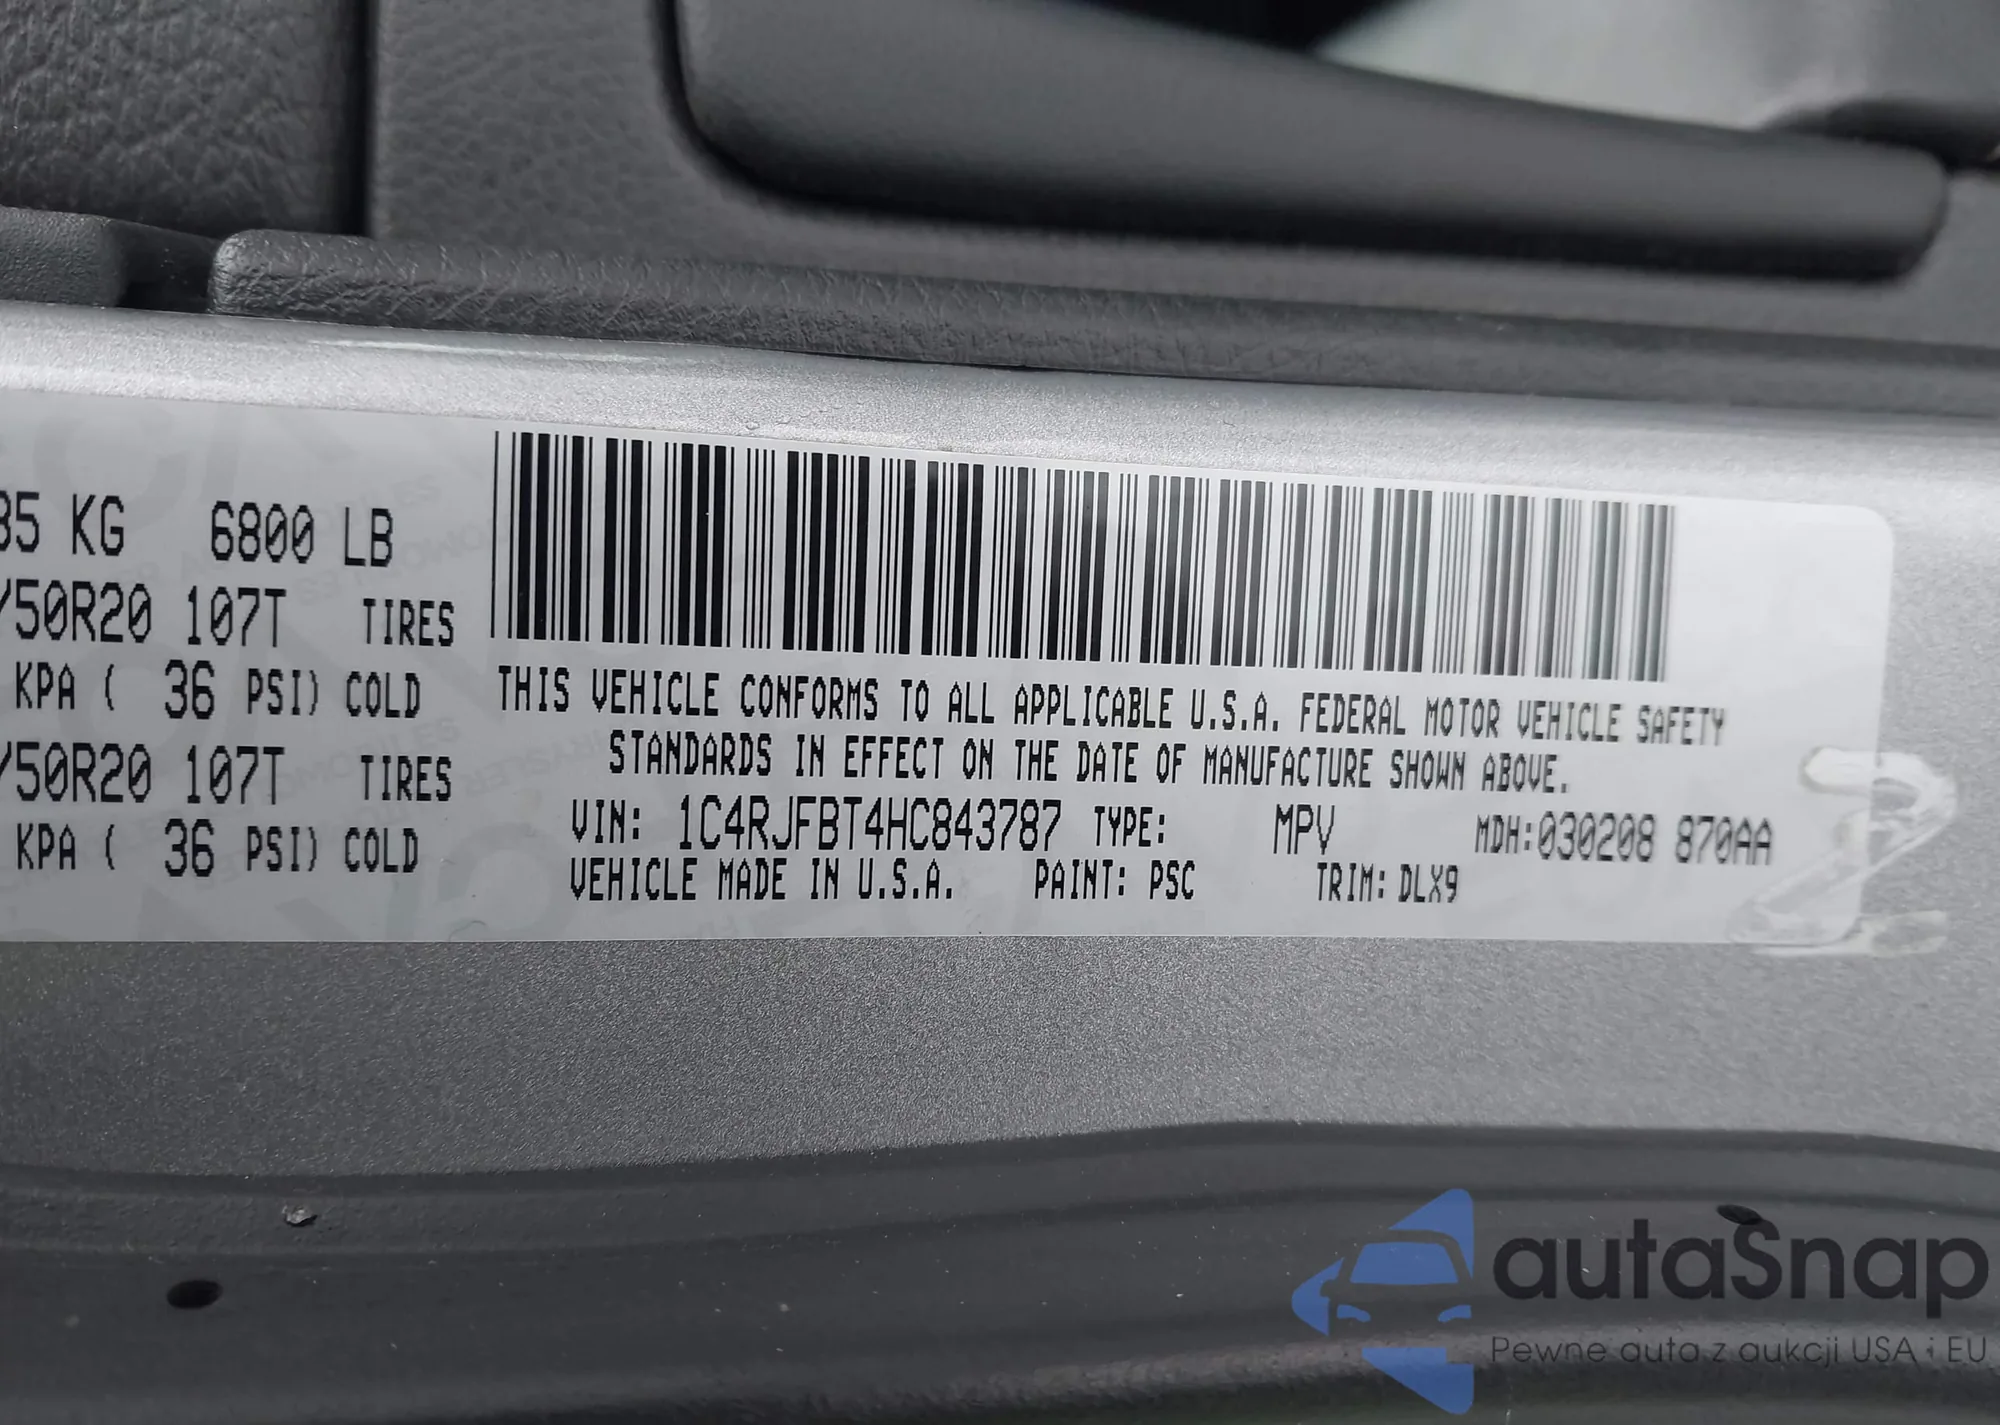 35 KG 6800 LB
/50R20 107T TIRES
KPA ( 36 PSI) COLD
/50R20 107T TIRES
KPA ( 36 PSI) COLD
THIS VEHICLE CONFORMS TO ALL APPLICABLE U.S.A. FEDERAL MOTOR VEHICLE SAFETY
STANDARDS IN EFFECT ON THE DATE OF MANUFACTURE SHOWN ABOVE.
VIN: 1C4RJFBT4HC843787 TYPE: MPV MDH:030208 870AA
VEHICLE MADE IN U.S.A. PAINT: PSC TRIM: DLX9
2
autaSnap
Pewne auta z aukcji USA i EU